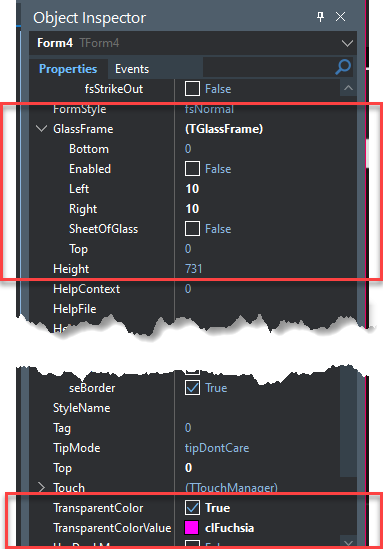 Object Inspector
Form4 TForm4
Properties Events
fsStrikeOut False
FormStyle fsNormal
GlassFrame (TGlassFrame)
Bottom 0
Enabled False
Left 10
Right 10
SheetOfGlass False
Top 0
Height 731
HelpContext 0
HelpFile
seBorder True
StyleName
Tag 0
TipMode tipDontCare
Top 0
Touch (TTouchManager)
TransparentColor True
TransparentColorValue clFuchsia